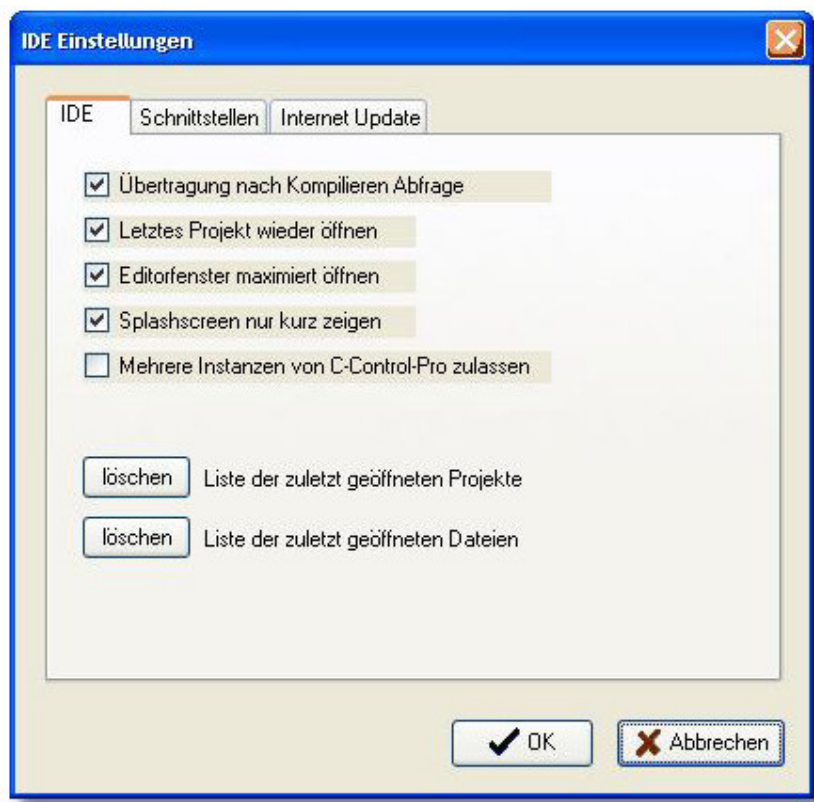 IDE Einstellungen
IDE
Schnittstellen
Internet Update
Übertragung nach Kompilieren Abfrage
Letztes Projekt wieder öffnen
Editorfenster maximiert öffnen
Splashscreen nur kurz zeigen
Mehrere Instanzen von C-Control-Pro zulassen
löschen Liste der zuletzt geöffneten Projekte
löschen Liste der zuletzt geöffneten Dateien
OK
Abbrechen